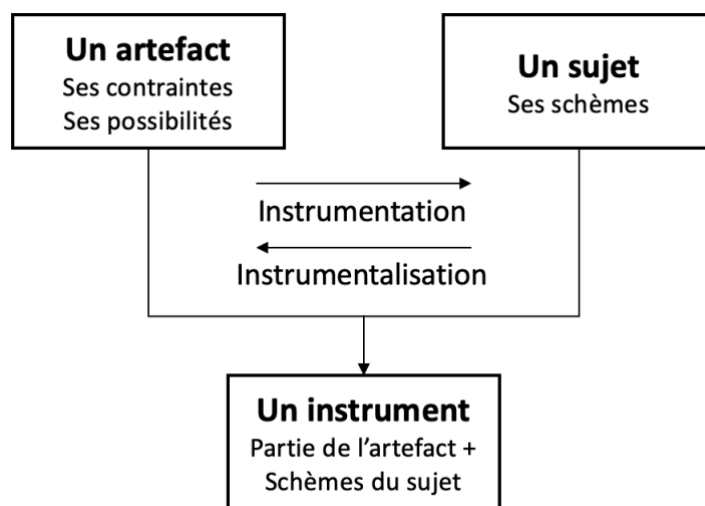 Un artefact
Ses contraintes
Ses possibilités
Un sujet
Ses schèmes
Instrumentation
Instrumentalisation
Un instrument
Partie de l’artefact +
Schèmes du sujet